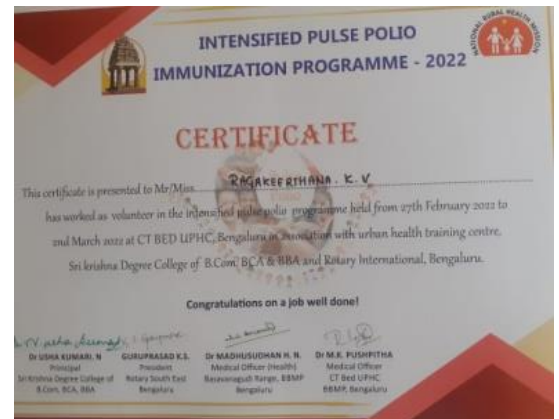 INTENSIFIED PULSE POLIO
IMMUNIZATION PROGRAMME - 2022
NATIONAL RURAL HEALTH MISSION
CERTIFICATE
This certificate is presented to Mr/Miss RAGAKEERTHANA. K. V
has worked as volunteer in the intensified pulse polio programme held from 27th February 2022 to
2nd March 2022 at CT BED UPHC, Bengaluru in association with urban health training centre,
Sri krishna Degree College of B.Com, BCA & BBA and Rotary International, Bengaluru.
Congratulations on a job well done!
Dr USHA KUMARI. N
Principal
Sri Krishna Degree College of
B.Com, BCA, BBA
GURUPRASAD K.S.
President
Rotary South East
Bengaluru
Dr MADHUSUDHAN H. N.
Medical Officer (Health)
Basavanagudi Range, BBMP
Bengaluru
Dr M.K. PUSHPITHA
Medical Officer
CT Bed UPHC
BBMP, Bengaluru